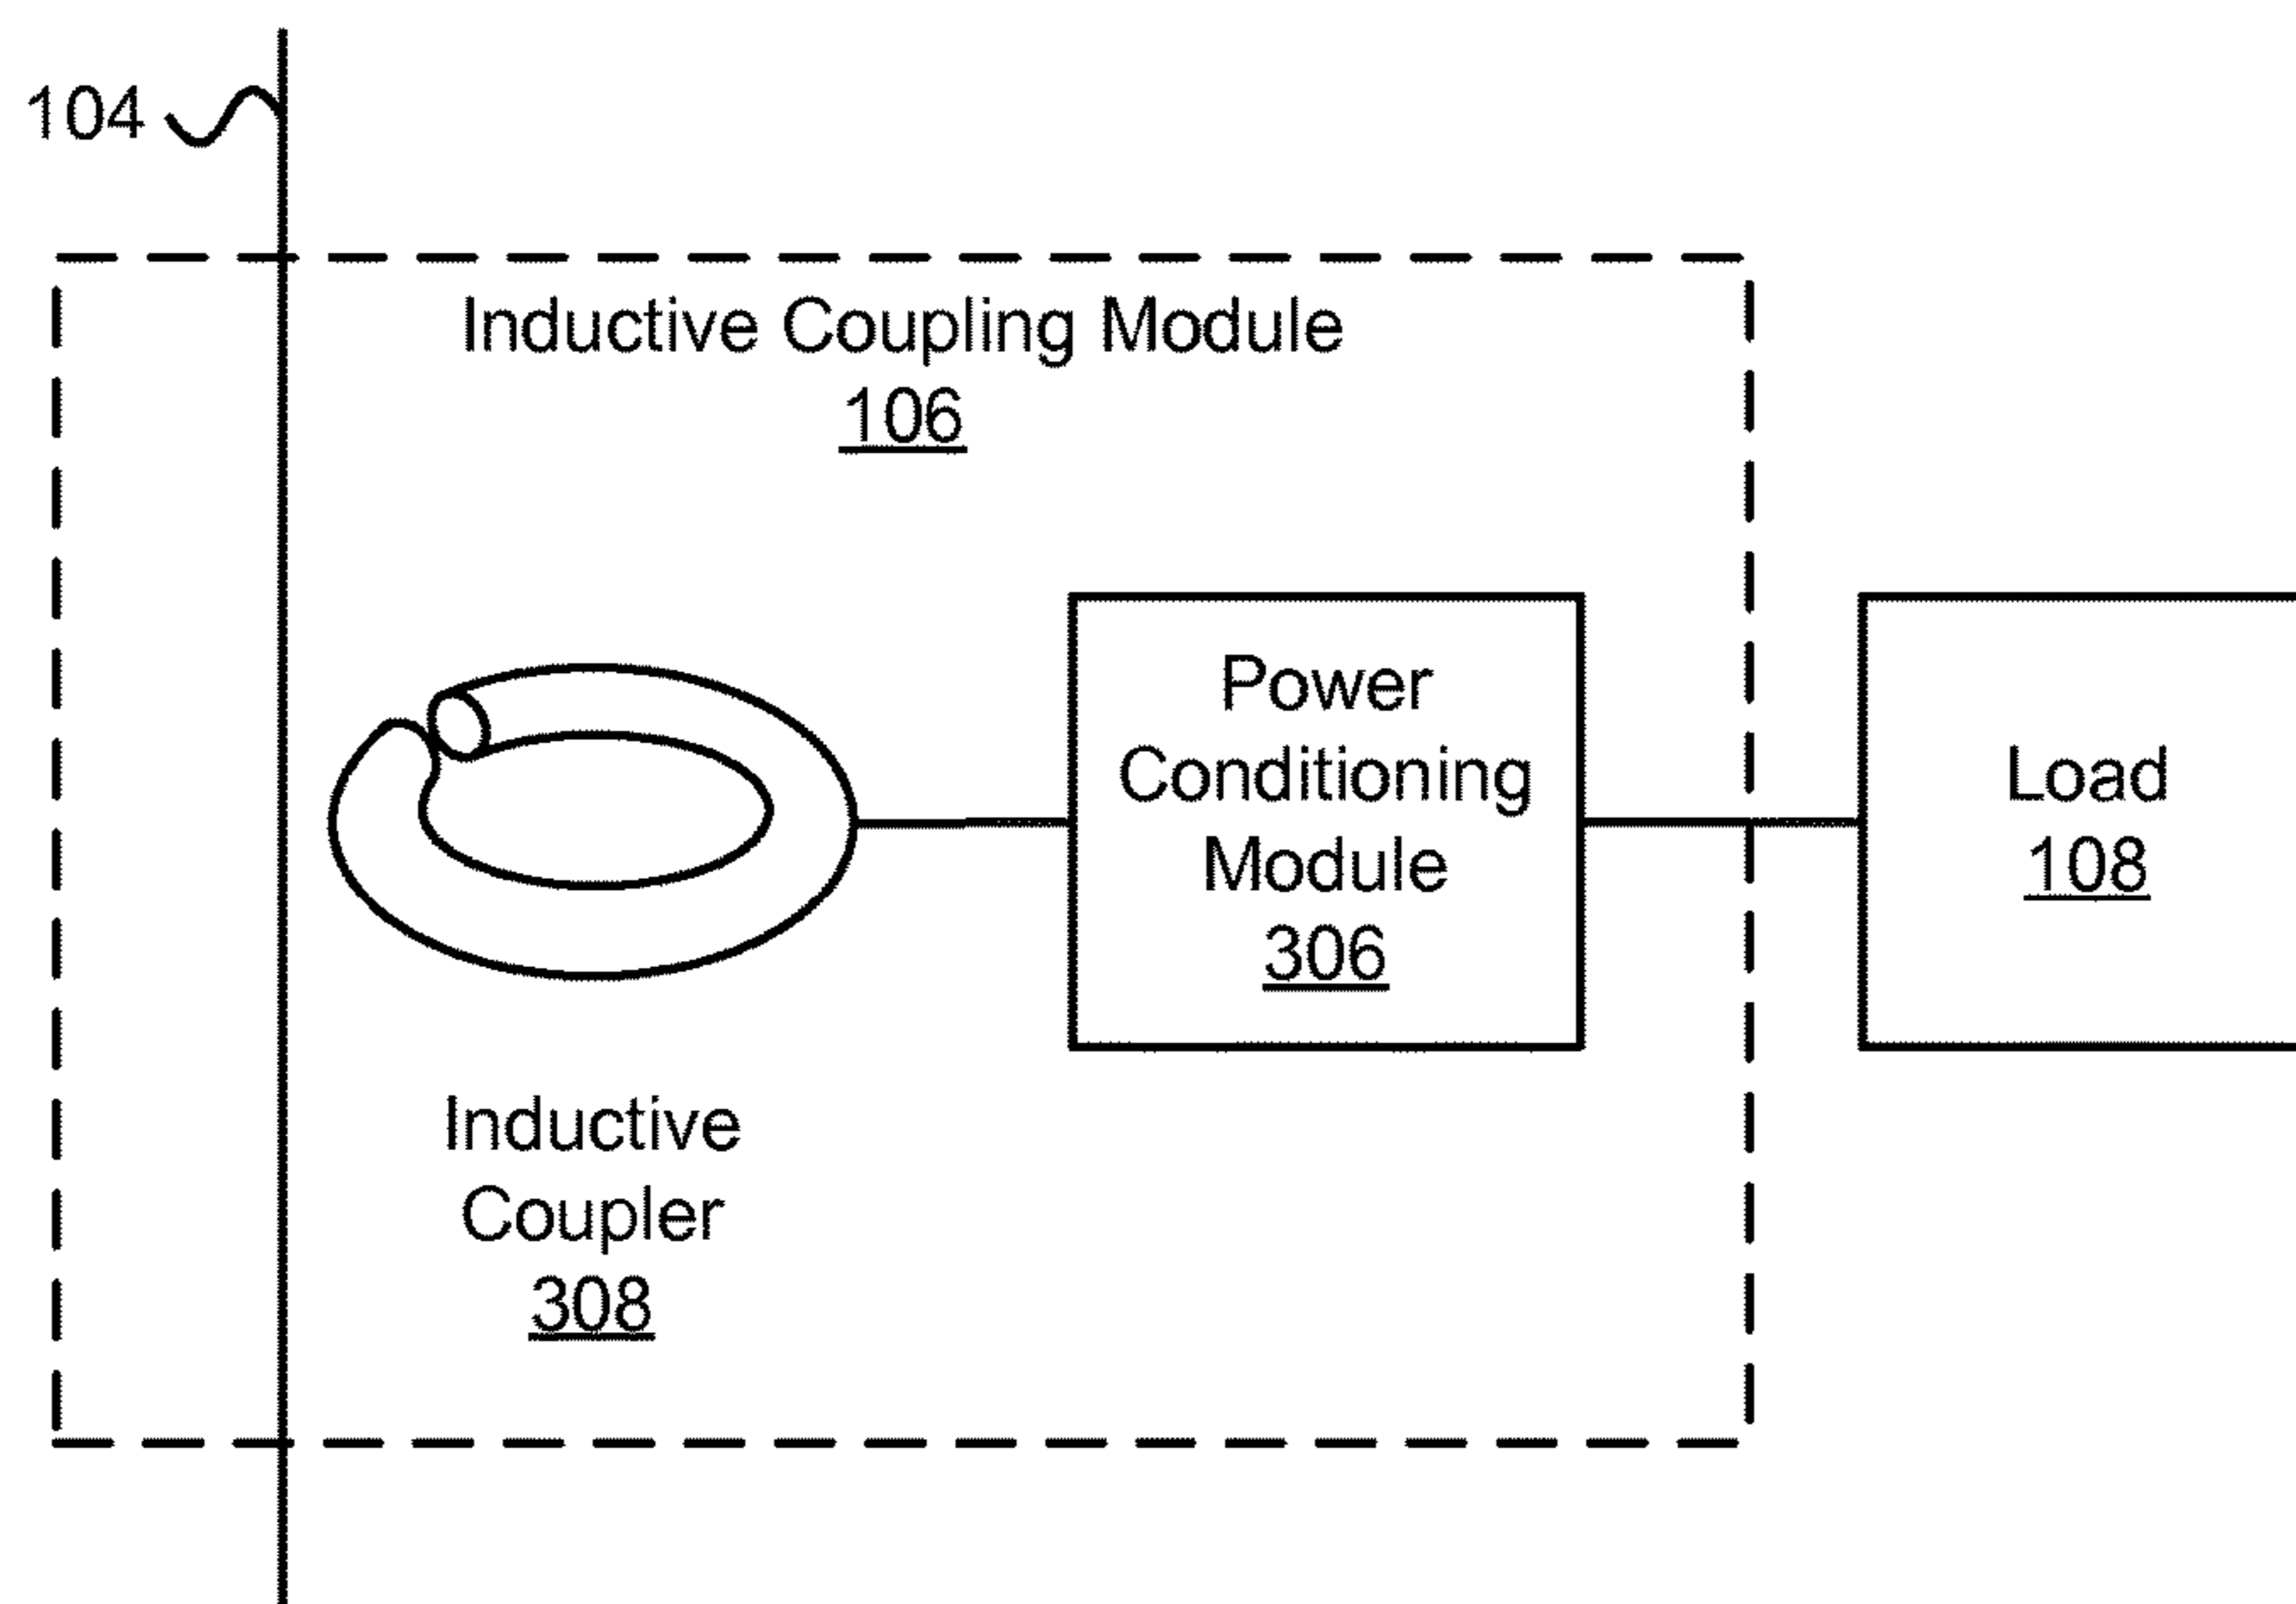 104
Inductive Coupling Module
106
Power
Conditioning
Module
306
Load
108
Inductive
Coupler
308